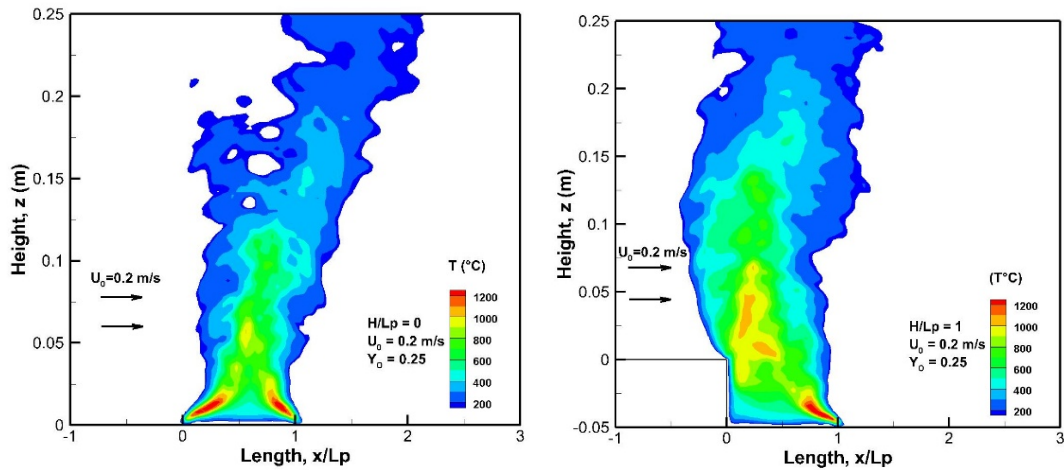 0.25
0.2
0.15
0.1
0.05
0
Height, z (m)
U₀=0.2 m/s
T (°C)
1200
1000
800
600
400
200
H/Lp = 0
U₀ = 0.2 m/s
Y₀ = 0.25
-1
0
1
2
3
Length, x/Lp
0.25
0.2
0.15
0.1
0.05
0
-0.05
Height, z (m)
U₀=0.2 m/s
(T°C)
1200
1000
800
600
400
200
H/Lp = 1
U₀ = 0.2 m/s
Y₀ = 0.25
-1
0
1
2
3
Length, x/Lp